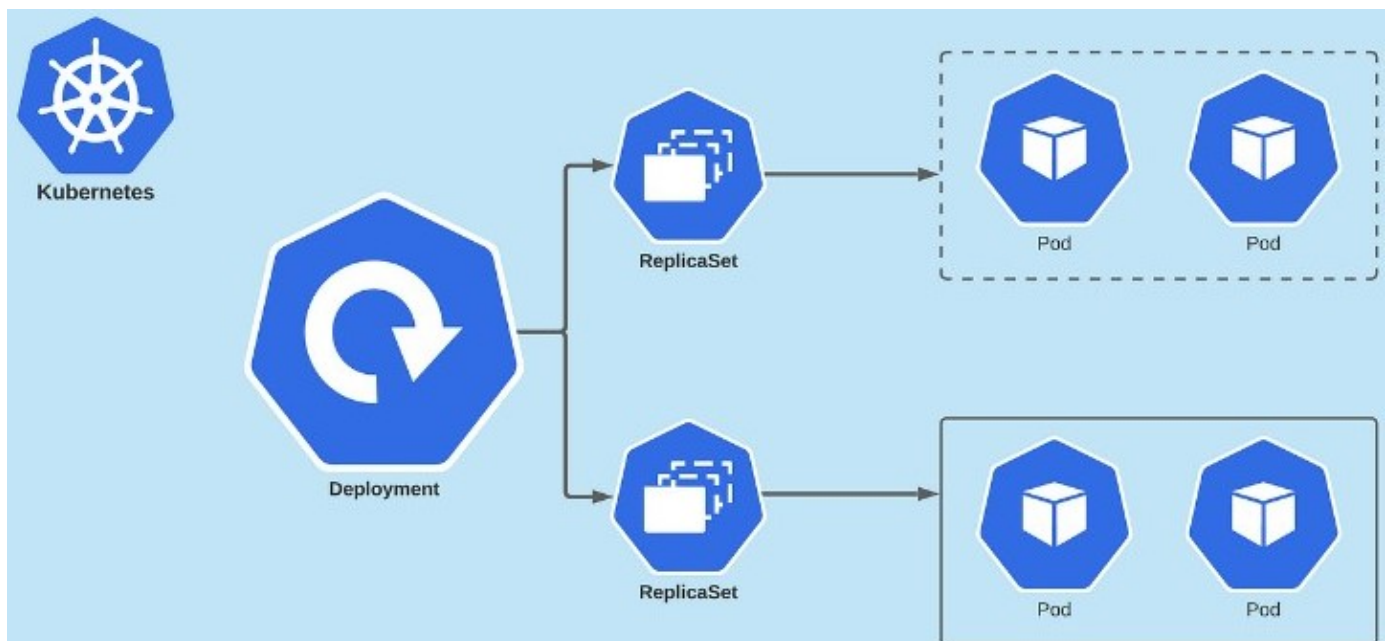 Kubernetes
ReplicaSet
Pod
Pod
Deployment
ReplicaSet
Pod
Pod